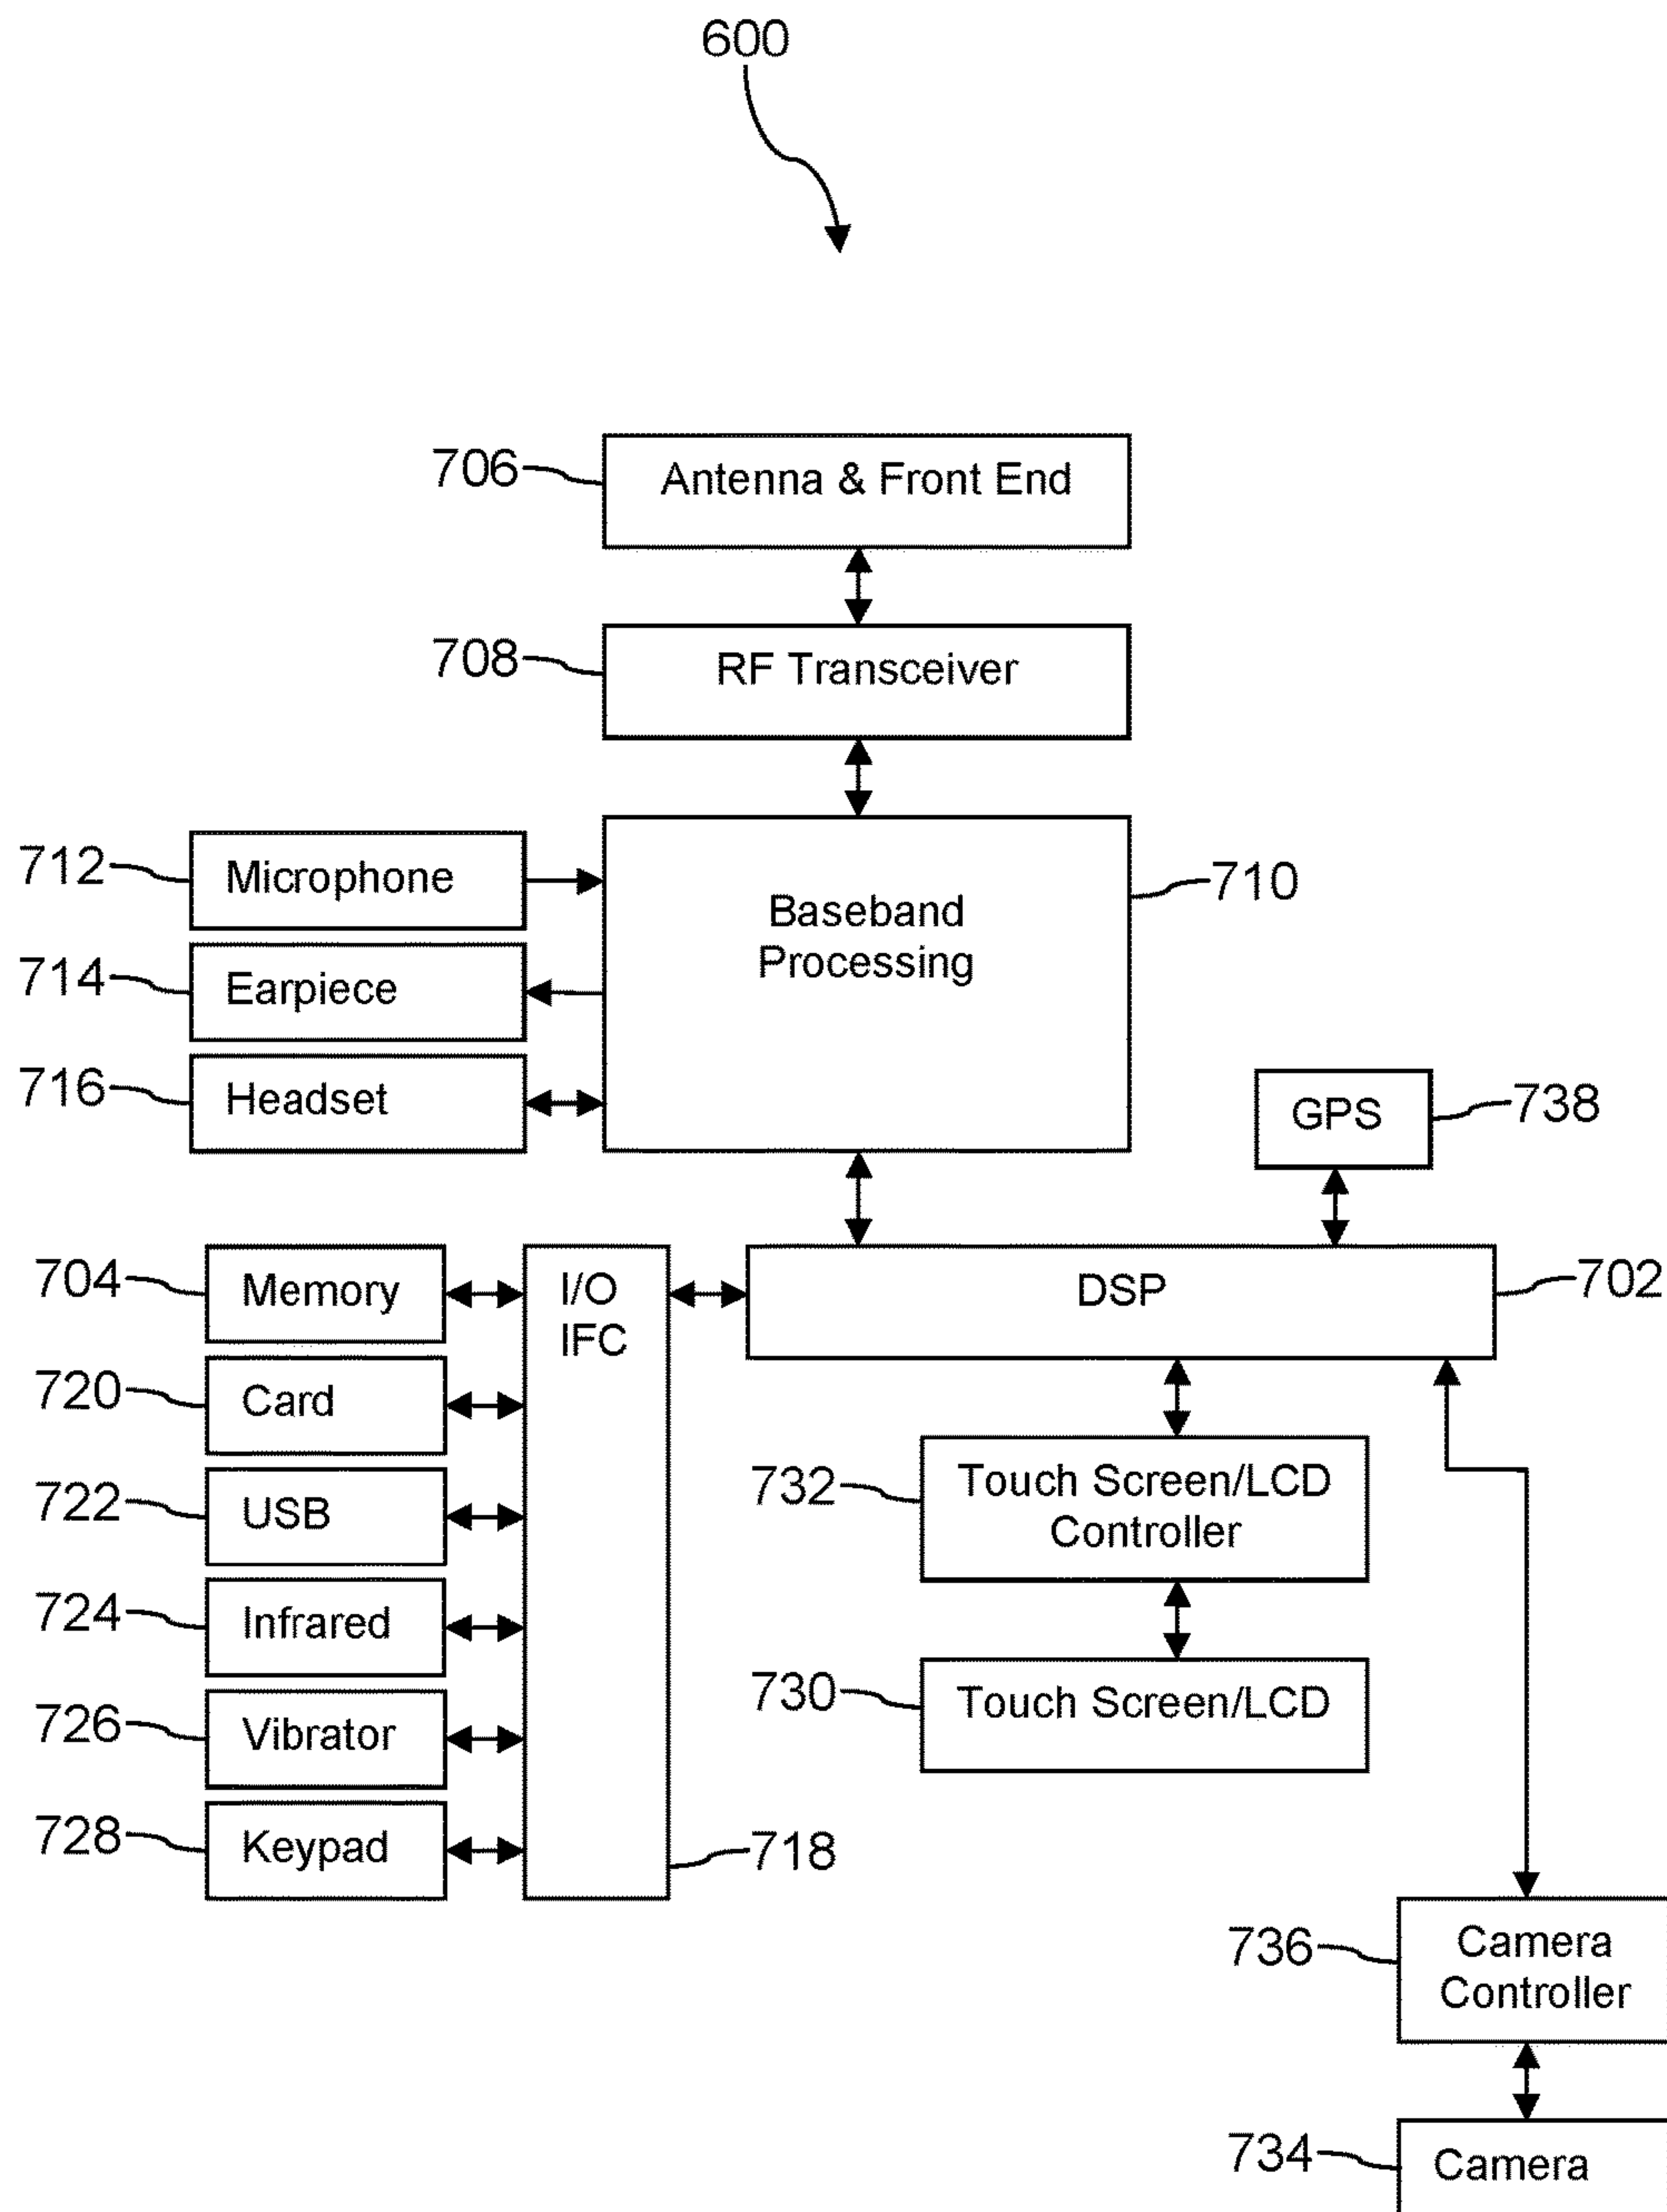 600
706
Antenna & Front End
708
RF Transceiver
712
Microphone
Baseband
Processing
710
714
Earpiece
716
Headset
GPS
738
704
Memory
I/O
IFC
DSP
702
720
Card
722
USB
732
Touch Screen/LCD
Controller
724
Infrared
726
Vibrator
730
Touch Screen/LCD
728
Keypad
718
736
Camera
Controller
734
Camera